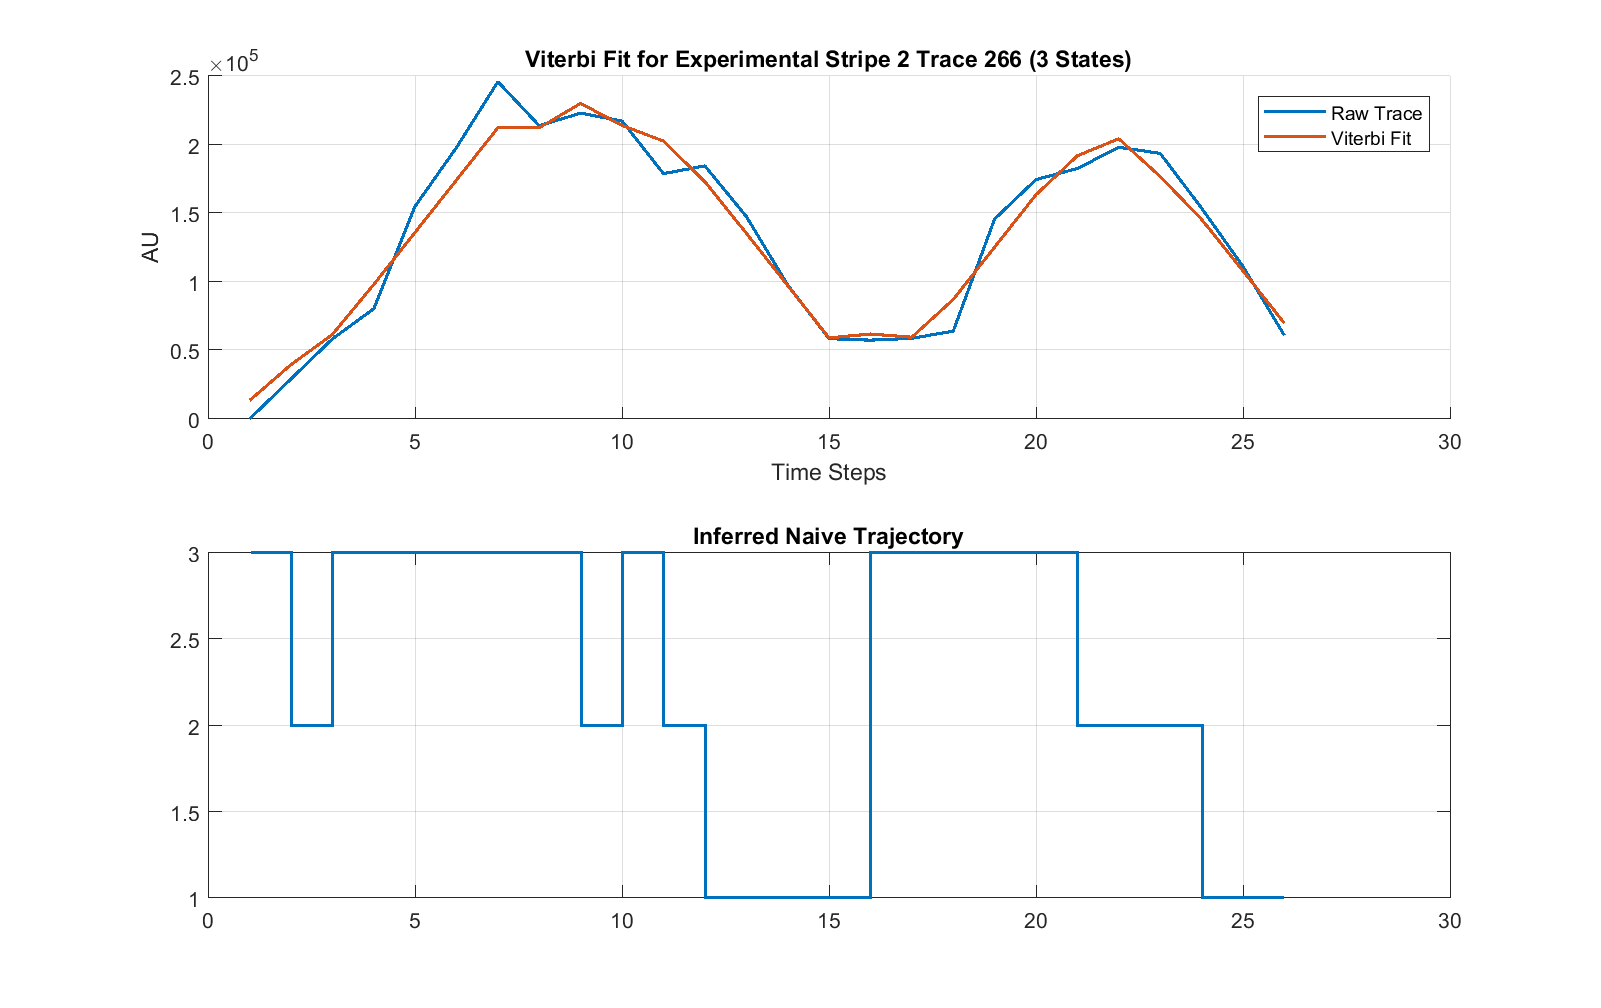 Viterbi Fit for Experimental Stripe 2 Trace 266 (3 States)
×10^5
2.5
2
1.5
1
0.5
0
AU
Raw Trace
Viterbi Fit
0 5 10 15 20 25 30
Time Steps
Inferred Naive Trajectory
3
2.5
2
1.5
1
0 5 10 15 20 25 30